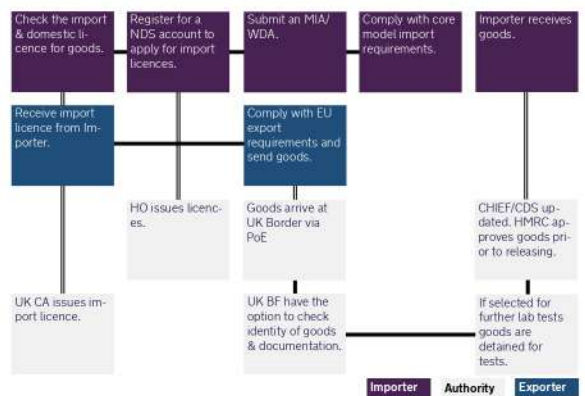 Check the import
& domestic li-
cence for goods.
Register for a
NDS account to
apply for import
licences.
Submit an MIA/
WDA.
Comply with core
model import
requirements.
Importer receives
goods.
Receive import
licence from Im-
porter.
Comply with EU
export
requirements and
send goods.
HO issues licenc-
es.
Goods arrive at
UK Border via
PoE
CHIEF/CDS up-
dated. HMRC ap-
proves goods pri-
or to releasing.
UK CA issues im-
port licence.
UK BF have the
option to check
identity of goods
& documentation.
If selected for
further lab tests
goods are
detained for
tests.
Importer
Authority
Exporter